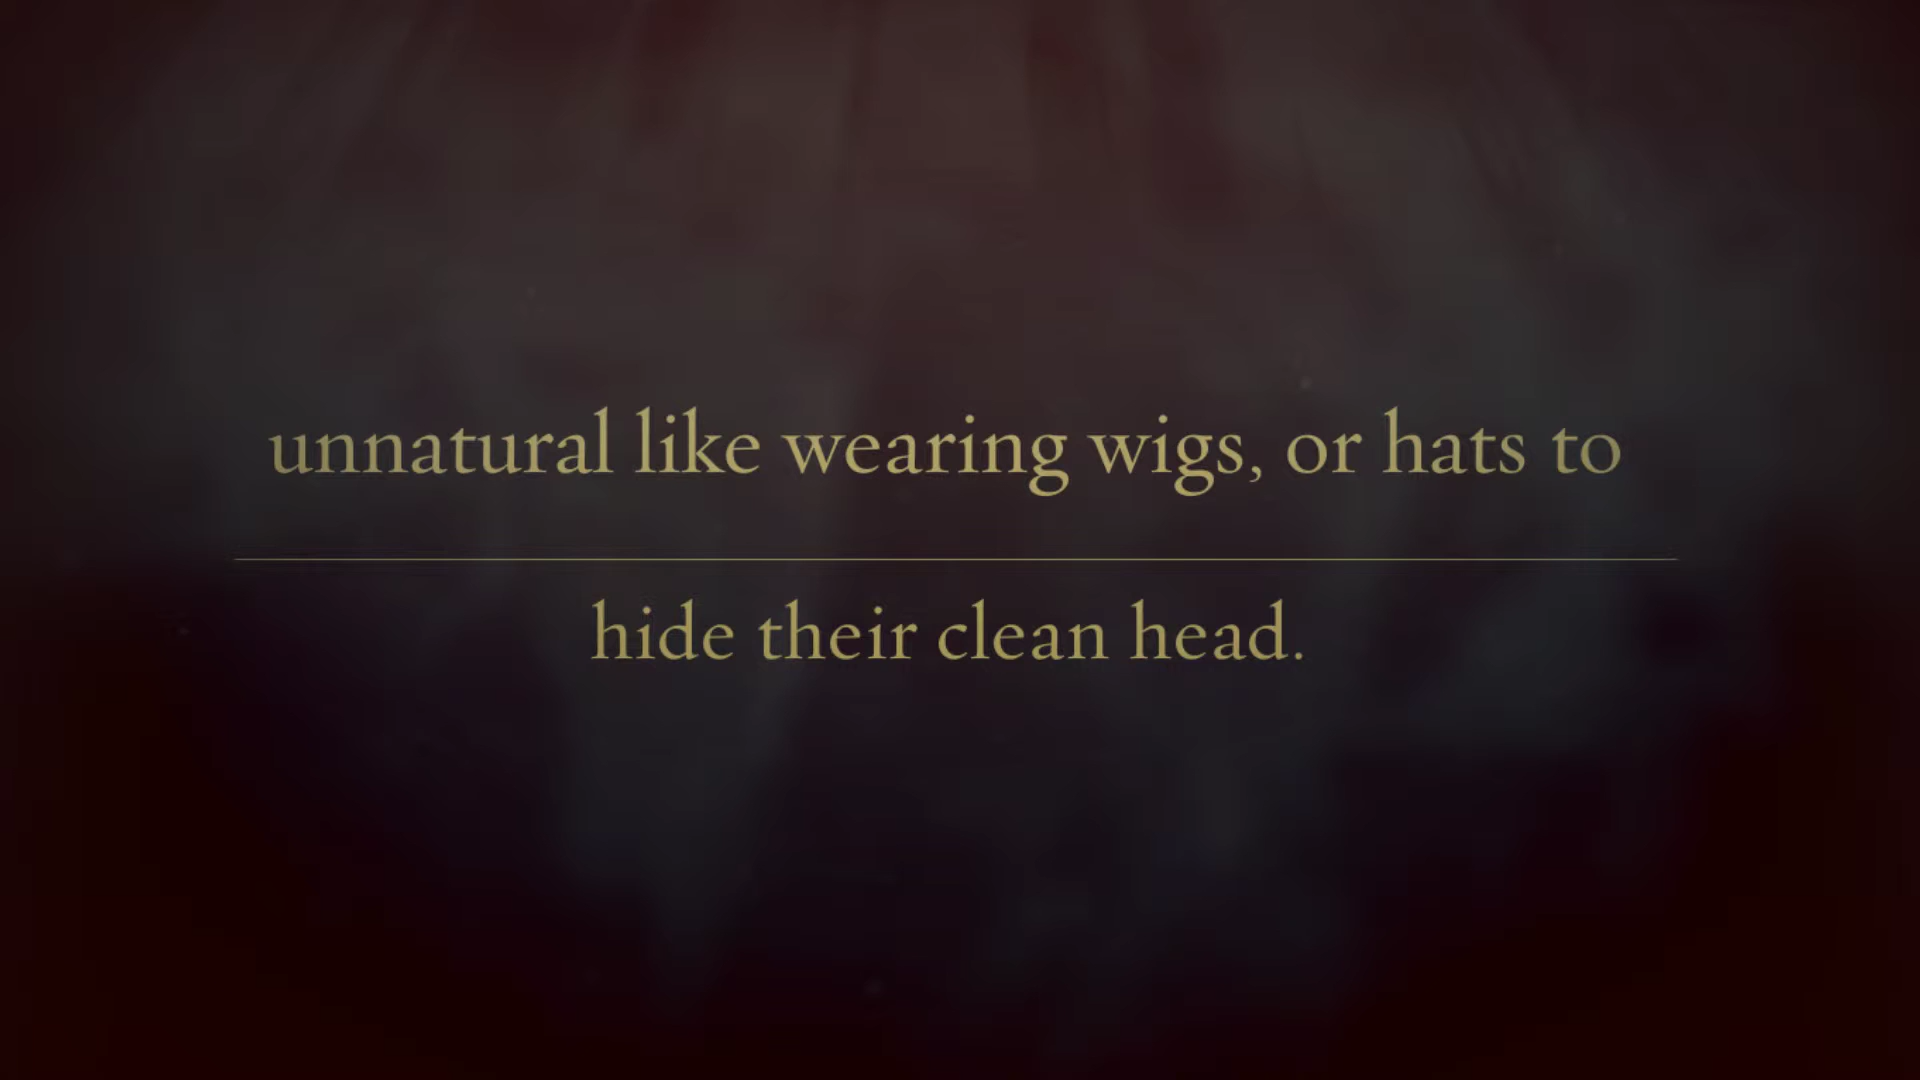 unnatural like wearing wigs, or hats to
hide their clean head.